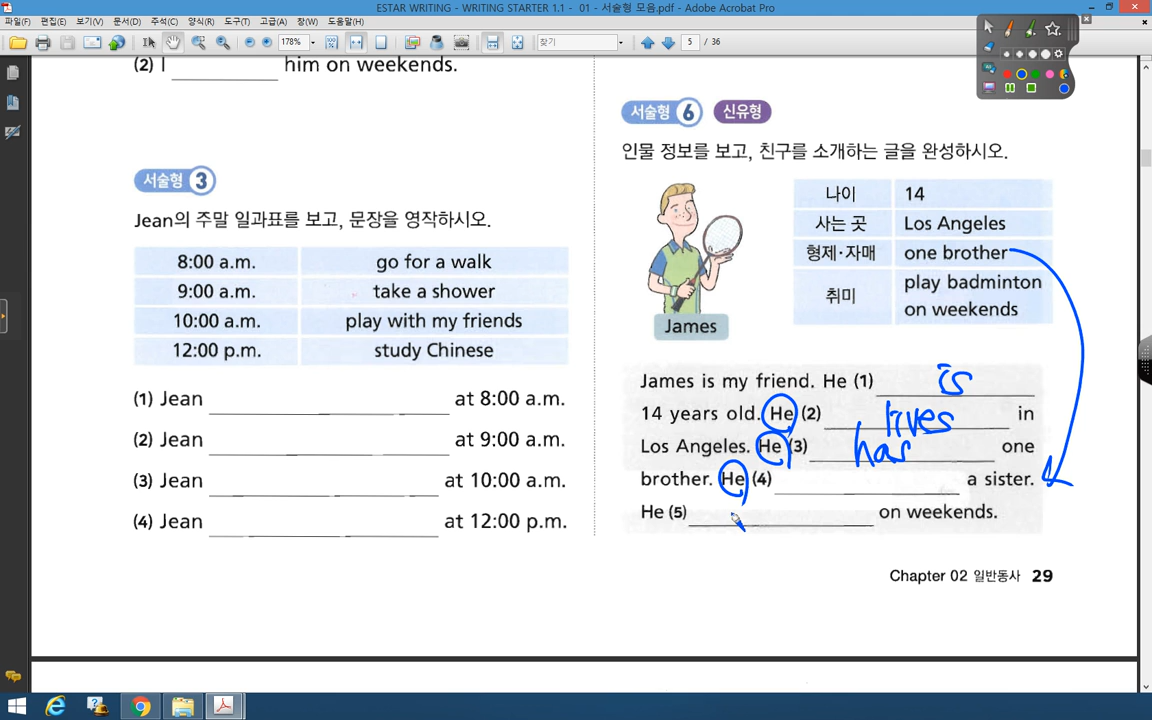 ESTAR WRITING - WRITING STARTER 1.1 - 01 - 서술형 모음.pdf - Adobe Acrobat Pro
파일(F) 편집(E) 보기(V) 문서(D) 주석(C) 양식(R) 도구(T) 고급(A) 창(W) 도움말(H)
178% 찾기 5 / 36
(2) I ________ him on weekends.
서술형 3
Jean의 주말 일과표를 보고, 문장을 영작하시오.
8:00 a.m. go for a walk
9:00 a.m. take a shower
10:00 a.m. play with my friends
12:00 p.m. study Chinese
(1) Jean ________ at 8:00 a.m.
(2) Jean ________ at 9:00 a.m.
(3) Jean ________ at 10:00 a.m.
(4) Jean ________ at 12:00 p.m.
서술형 6 신유형
인물 정보를 보고, 친구를 소개하는 글을 완성하시오.
James
나이 14
사는 곳 Los Angeles
형제·자매 one brother
취미 play badminton
on weekends
James is my friend. He (1) is
14 years old. He (2) lives in
Los Angeles. He (3) has one
brother. He (4) ________ a sister.
He (5) ________ on weekends.
Chapter 02 일반동사 29